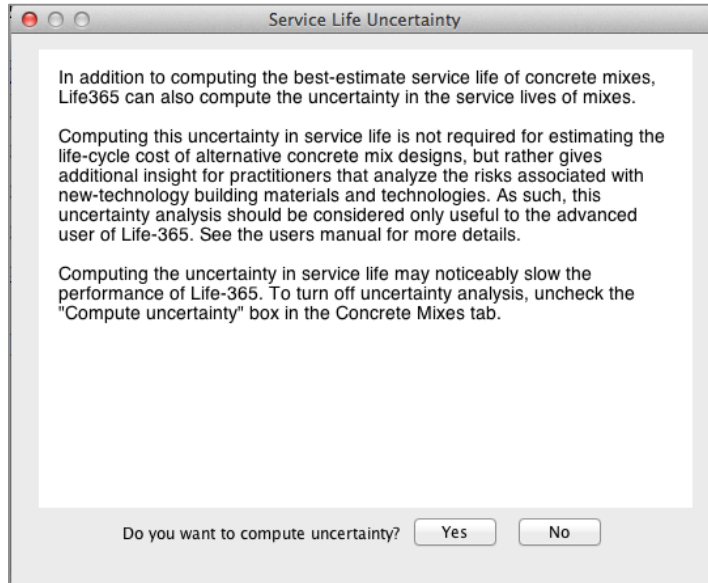 Service Life Uncertainty
In addition to computing the best-estimate service life of concrete mixes,
Life365 can also compute the uncertainty in the service lives of mixes.
Computing this uncertainty in service life is not required for estimating the
life-cycle cost of alternative concrete mix designs, but rather gives
additional insight for practitioners that analyze the risks associated with
new-technology building materials and technologies. As such, this
uncertainty analysis should be considered only useful to the advanced
user of Life-365. See the users manual for more details.
Computing the uncertainty in service life may noticeably slow the
performance of Life-365. To turn off uncertainty analysis, uncheck the
"Compute uncertainty" box in the Concrete Mixes tab.
Do you want to compute uncertainty? Yes No